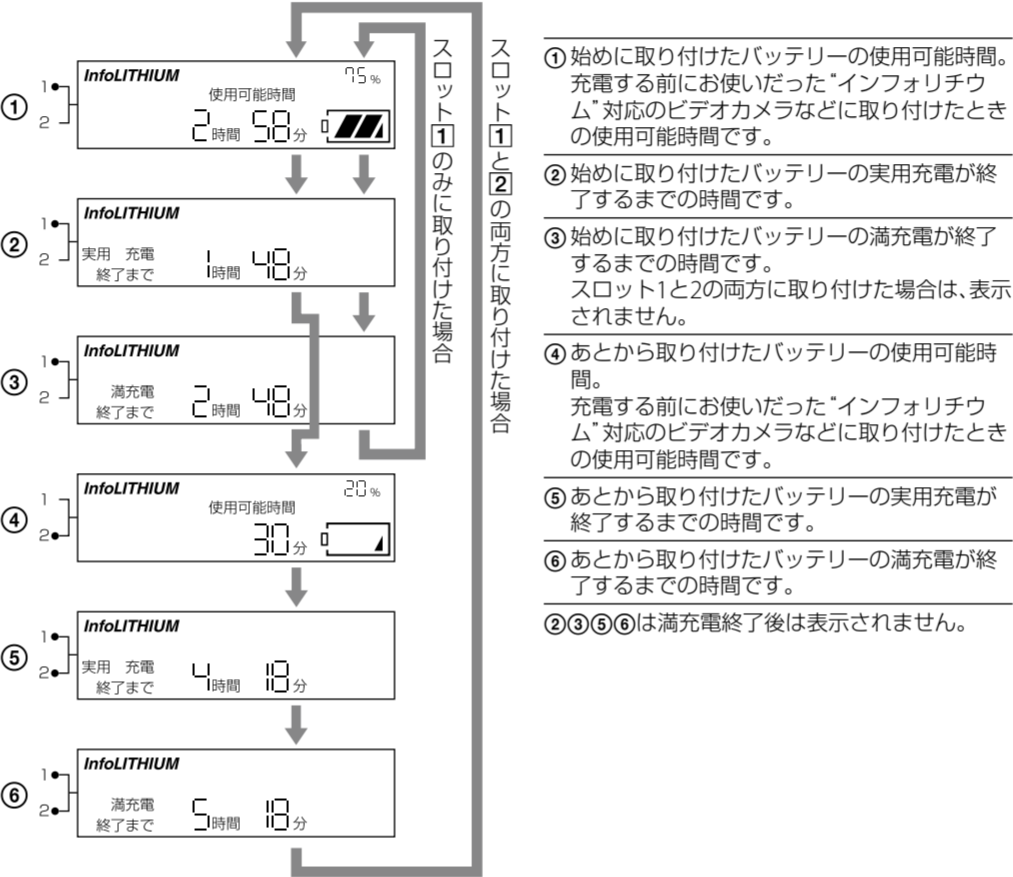 ①
1
2
InfoLITHIUM
75%
使用可能時間
2時間 58分
②
1
2
InfoLITHIUM
実用 充電
終了まで
1時間 48分
③
1
2
InfoLITHIUM
満充電
終了まで
2時間 48分
④
1
2
InfoLITHIUM
20%
使用可能時間
30分
⑤
1
2
InfoLITHIUM
実用 充電
終了まで
4時間 18分
⑥
1
2
InfoLITHIUM
満充電
終了まで
5時間 18分
スロット1のみに取り付けた場合
スロット1と2の両方に取り付けた場合
①始めに取り付けたバッテリーの使用可能時間。
充電する前にお使いだった“インフォリチウ
ム”対応のビデオカメラなどに取り付けたとき
の使用可能時間です。
②始めに取り付けたバッテリーの実用充電が終
了するまでの時間です。
③始めに取り付けたバッテリーの満充電が終了
するまでの時間です。
スロット1と2の両方に取り付けた場合は、表示
されません。
④あとから取り付けたバッテリーの使用可能時
間。
充電する前にお使いだった“インフォリチウ
ム”対応のビデオカメラなどに取り付けたとき
の使用可能時間です。
⑤あとから取り付けたバッテリーの実用充電が
終了するまでの時間です。
⑥あとから取り付けたバッテリーの満充電が終
了するまでの時間です。
②③⑤⑥は満充電終了後は表示されません。